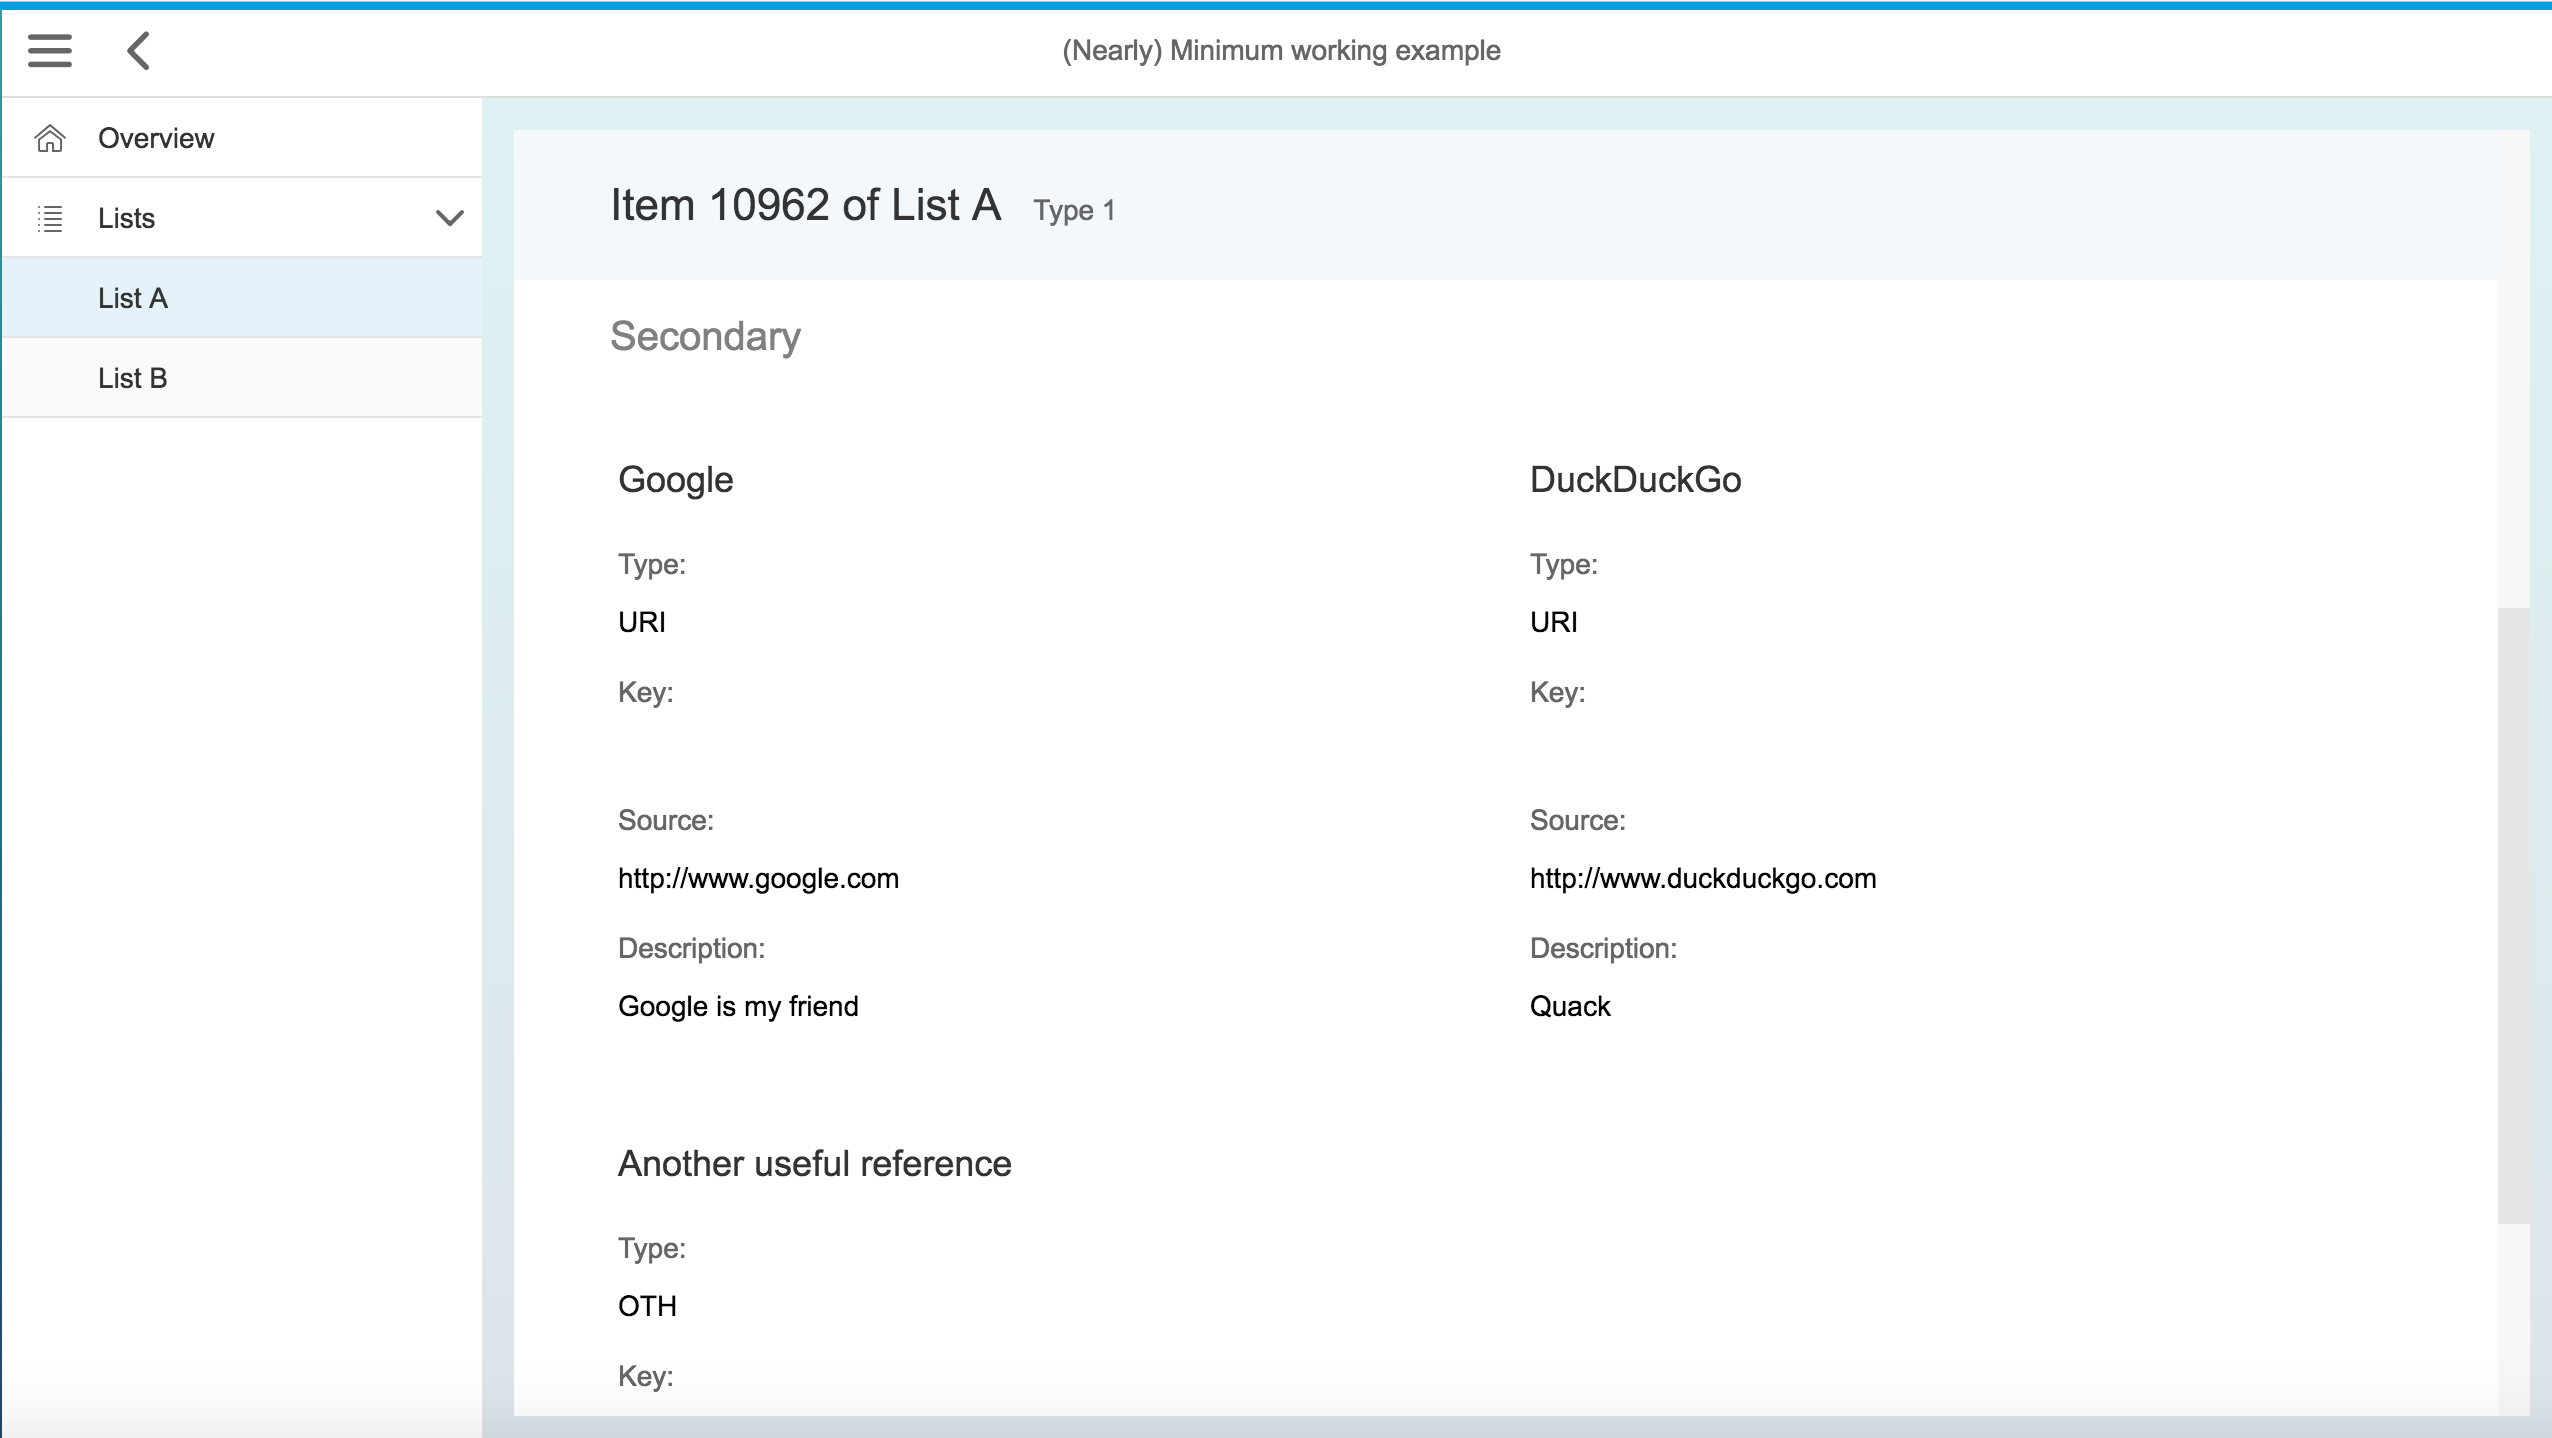 (Nearly) Minimum working example
Overview
Lists
List A
List B
Item 10962 of List A Type 1
Secondary
Google
Type:
URI
Key:
Source:
http://www.google.com
Description:
Google is my friend
DuckDuckGo
Type:
URI
Key:
Source:
http://www.duckduckgo.com
Description:
Quack
Another useful reference
Type:
OTH
Key: